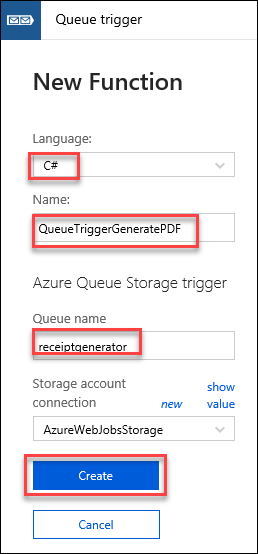 Queue trigger
New Function
Language:
C#
Name:
QueueTriggerGeneratePDF
Azure Queue Storage trigger
Queue name
receiptgenerator
Storage account connection new show value
AzureWebJobsStorage
Create
Cancel